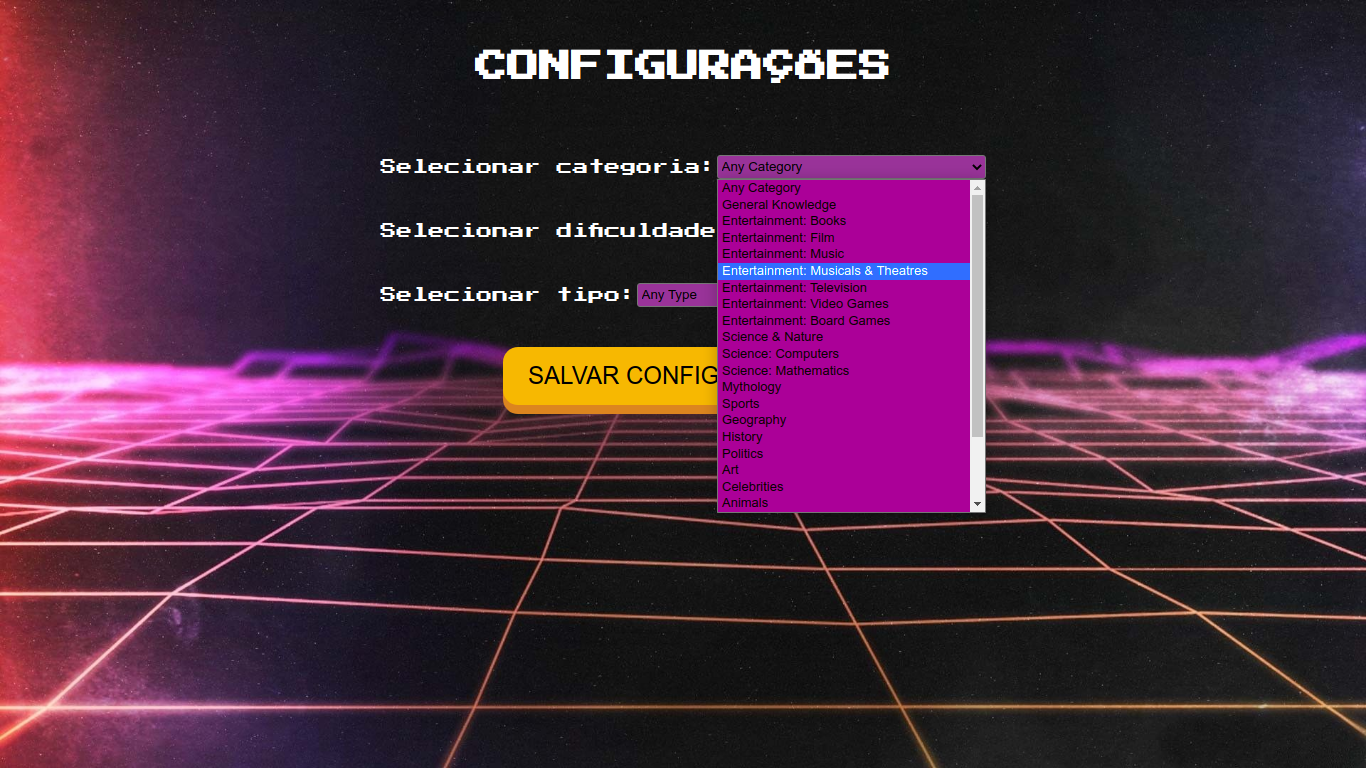 CONFIGURAÇÕES
Selecionar categoria: Any Category
Any Category
General Knowledge
Entertainment: Books
Selecionar dificuldade
Entertainment: Film
Entertainment: Music
Entertainment: Musicals & Theatres
Entertainment: Television
Selecionar tipo: Any Type
Entertainment: Video Games
Entertainment: Board Games
Science & Nature
Science: Computers
Science: Mathematics
SALVAR CONFIG
Mythology
Sports
Geography
History
Politics
Art
Celebrities
Animals